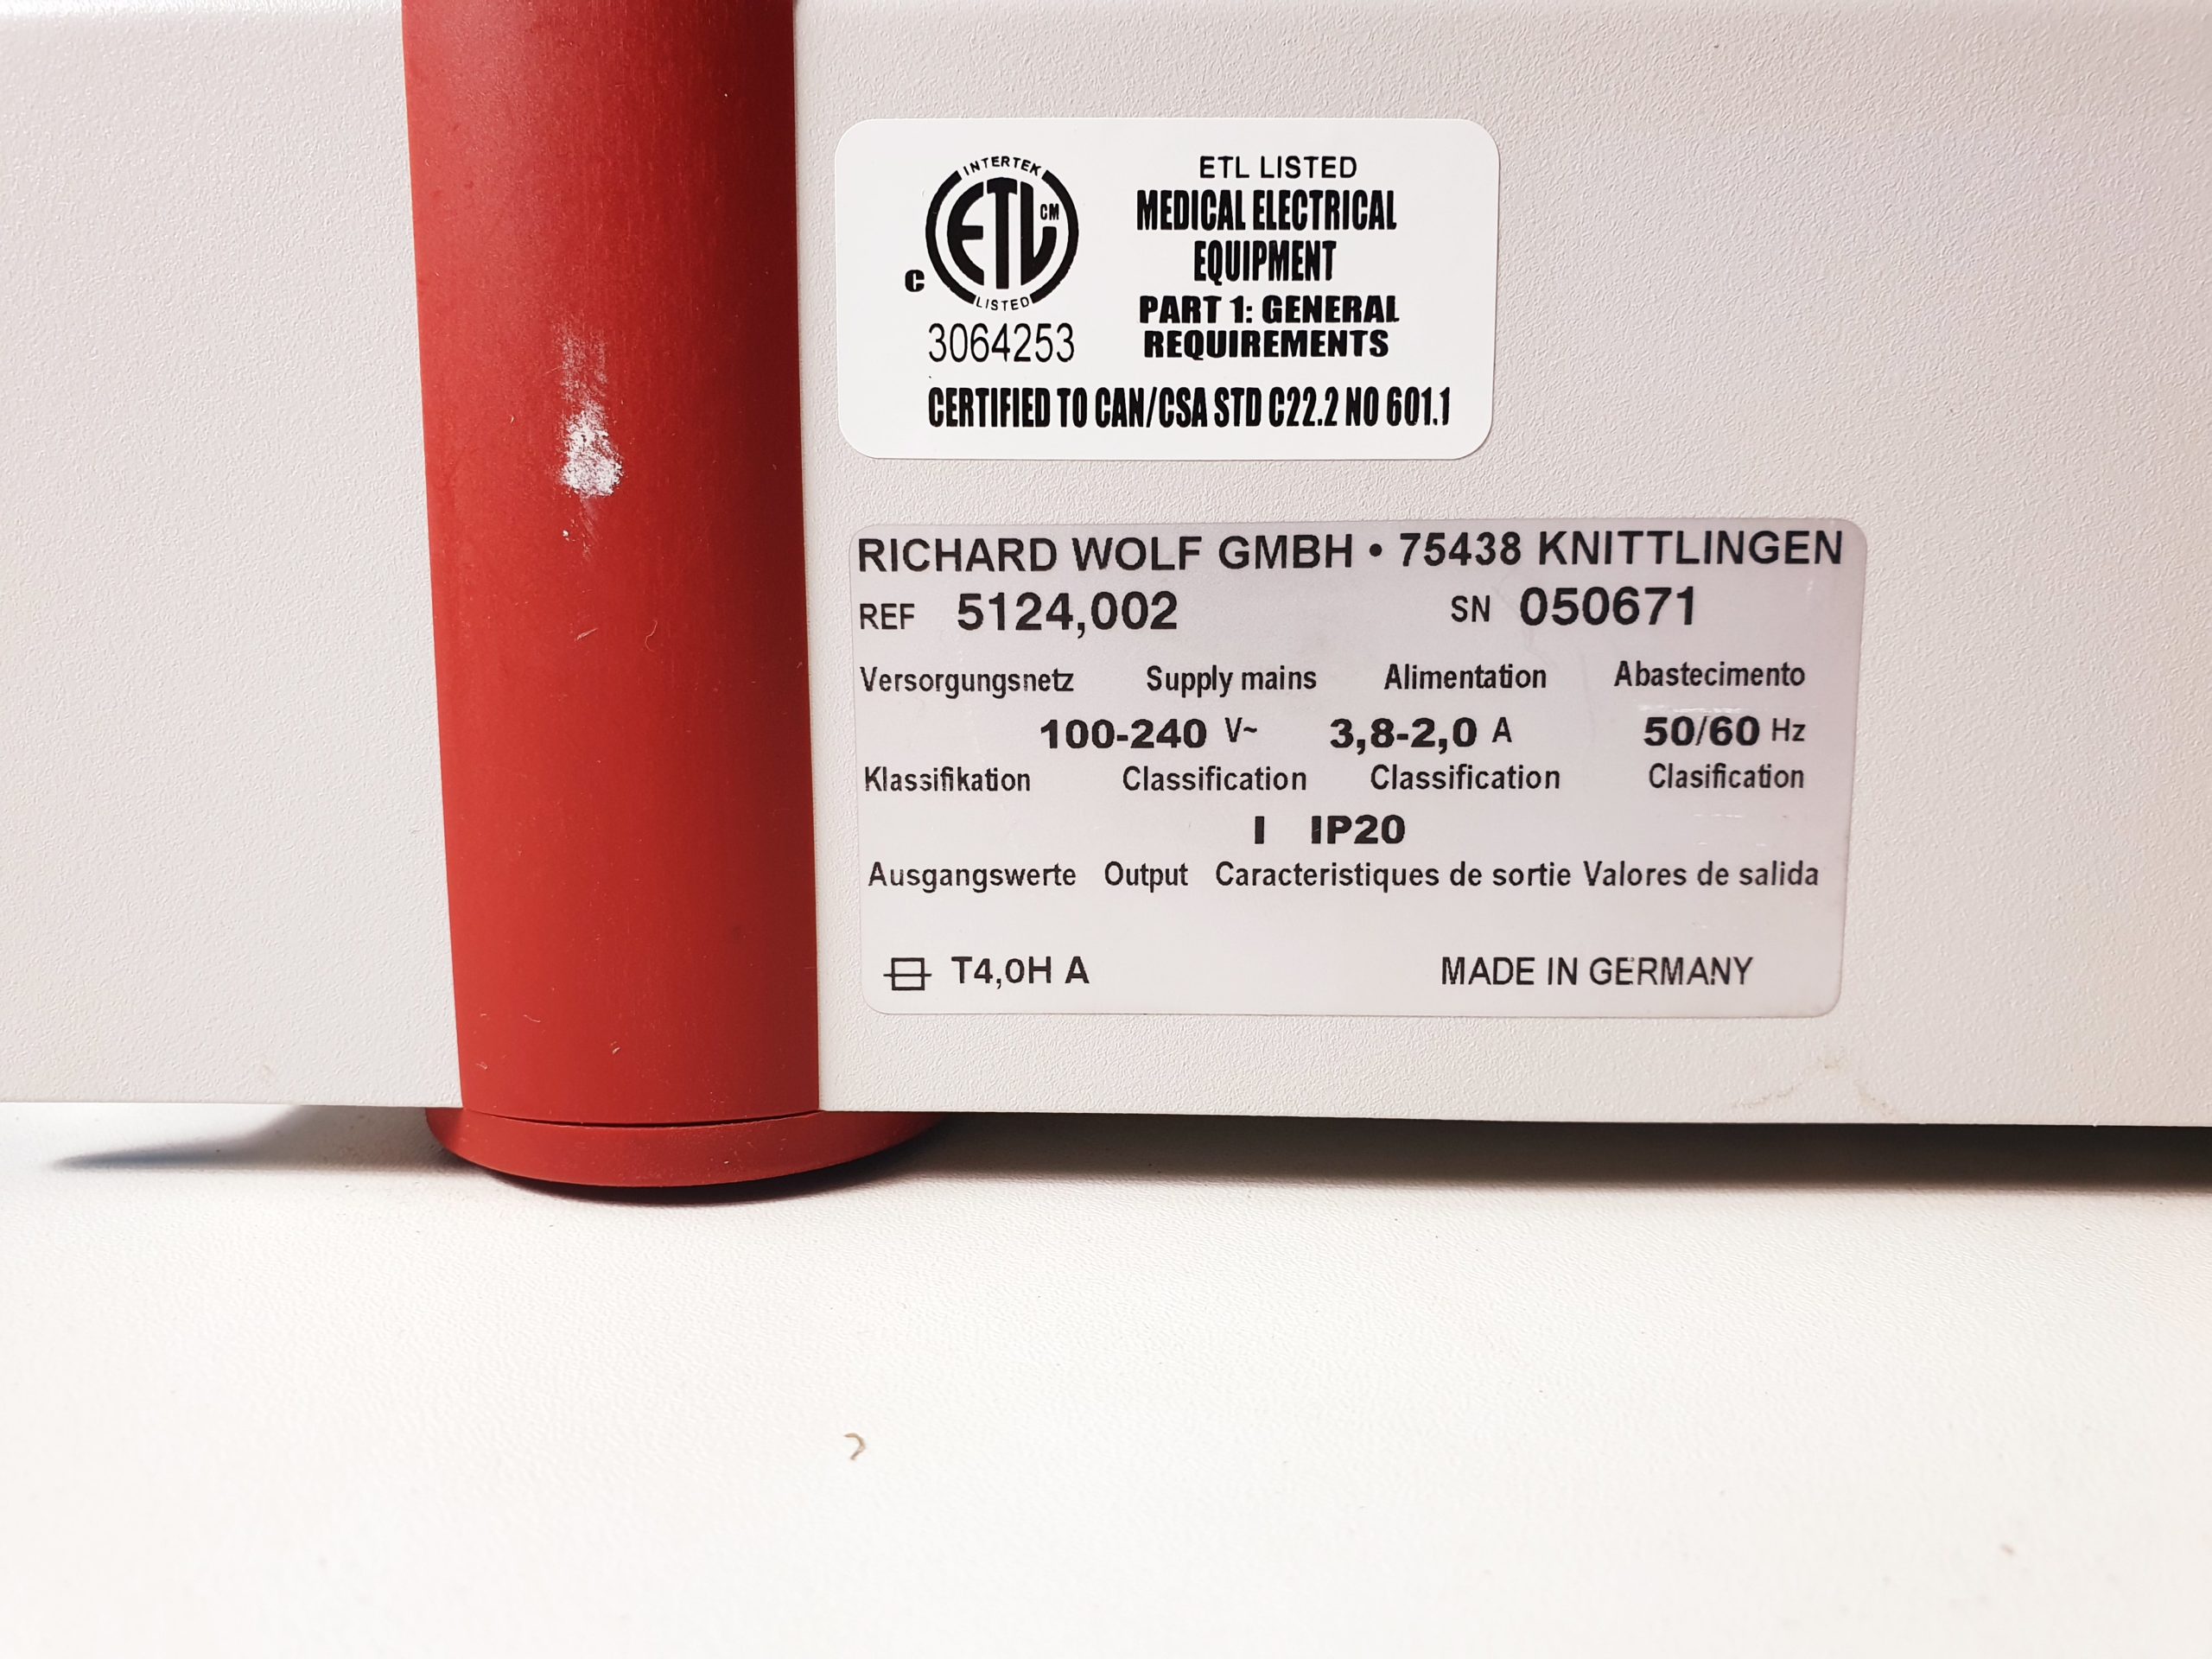 INTERTEK
ETL CM
C
LISTED
3064253
ETL LISTED
MEDICAL ELECTRICAL
EQUIPMENT
PART 1: GENERAL
REQUIREMENTS
CERTIFIED TO CAN/CSA STD C22.2 NO 601.1
RICHARD WOLF GMBH • 75438 KNITTLINGEN
REF 5124,002 SN 050671
Versorgungsnetz Supply mains Alimentation Abastecimento
100-240 V~ 3,8-2,0 A 50/60 Hz
Klassifikation Classification Classification Clasification
I IP20
Ausgangswerte Output Caracteristiques de sortie Valores de salida
T4,0H A MADE IN GERMANY